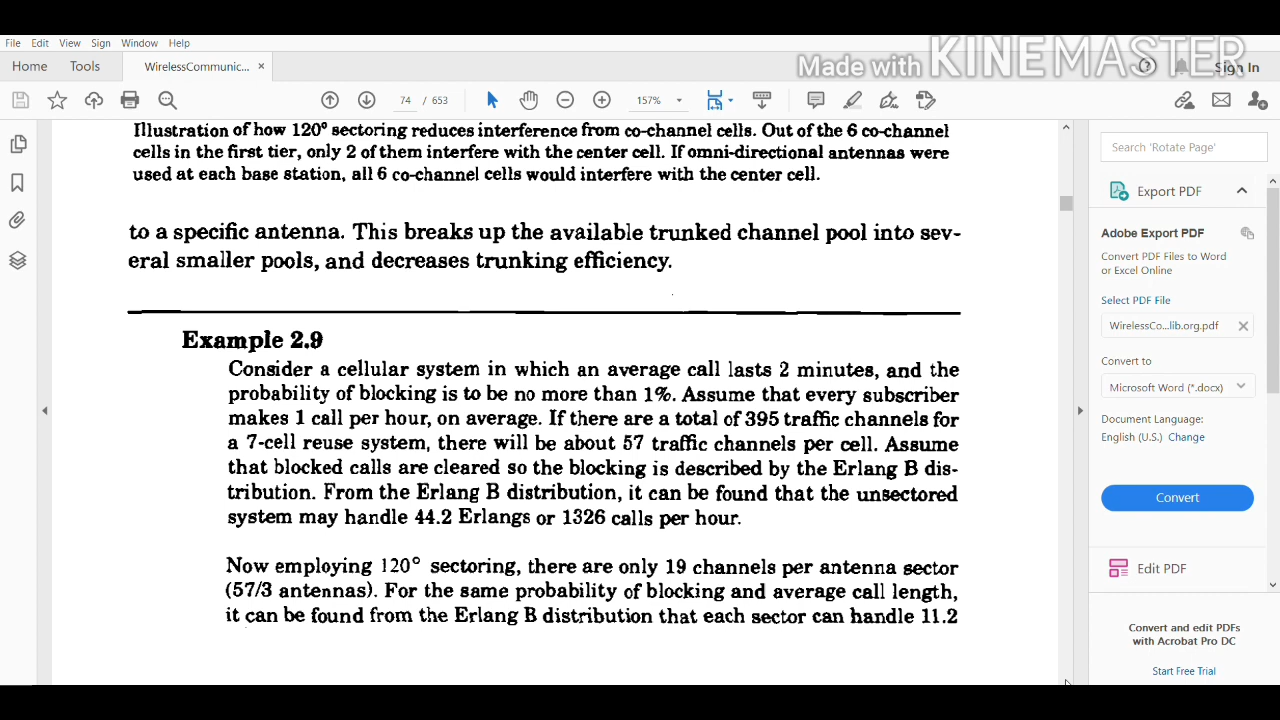 File Edit View Sign Window Help
Made with KINEMASTER
Home Tools WirelessCommunic... × Sign In
74 / 653 157%
Illustration of how 120° sectoring reduces interference from co-channel cells. Out of the 6 co-channel
cells in the first tier, only 2 of them interfere with the center cell. If omni-directional antennas were
used at each base station, all 6 co-channel cells would interfere with the center cell.
to a specific antenna. This breaks up the available trunked channel pool into sev-
eral smaller pools, and decreases trunking efficiency.
Example 2.9
Consider a cellular system in which an average call lasts 2 minutes, and the
probability of blocking is to be no more than 1%. Assume that every subscriber
makes 1 call per hour, on average. If there are a total of 395 traffic channels for
a 7-cell reuse system, there will be about 57 traffic channels per cell. Assume
that blocked calls are cleared so the blocking is described by the Erlang B dis-
tribution. From the Erlang B distribution, it can be found that the unsectored
system may handle 44.2 Erlangs or 1326 calls per hour.
Now employing 120° sectoring, there are only 19 channels per antenna sector
(57/3 antennas). For the same probability of blocking and average call length,
it can be found from the Erlang B distribution that each sector can handle 11.2
Search 'Rotate Page'
Export PDF
Adobe Export PDF
Convert PDF Files to Word
or Excel Online
Select PDF File
WirelessCo...lib.org.pdf ×
Convert to
Microsoft Word (*.docx)
Document Language:
English (U.S.) Change
Convert
Edit PDF
Convert and edit PDFs
with Acrobat Pro DC
Start Free Trial